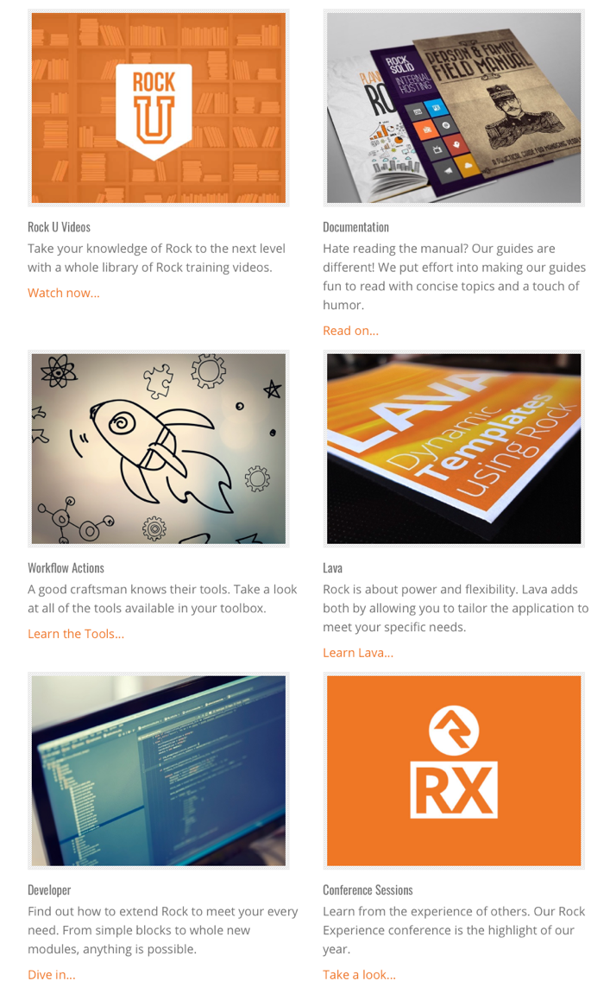 ROCK
U
Rock U Videos
Take your knowledge of Rock to the next level
with a whole library of Rock training videos.
Watch now...
ROCK
SOLID
INTERNAL
HOSTING
PERSON & FAMILY
FIELD MANUAL
Documentation
Hate reading the manual? Our guides are
different! We put effort into making our guides
fun to read with concise topics and a touch of
humor.
Read on...
Workflow Actions
A good craftsman knows their tools. Take a look
at all of the tools available in your toolbox.
Learn the Tools...
LAVA
Dynamic
Templates
using Rock
Lava
Rock is about power and flexibility. Lava adds
both by allowing you to tailor the application to
meet your specific needs.
Learn Lava...
Developer
Find out how to extend Rock to meet your every
need. From simple blocks to whole new
modules, anything is possible.
Dive in...
RX
Conference Sessions
Learn from the experience of others. Our Rock
Experience conference is the highlight of our
year.
Take a look...